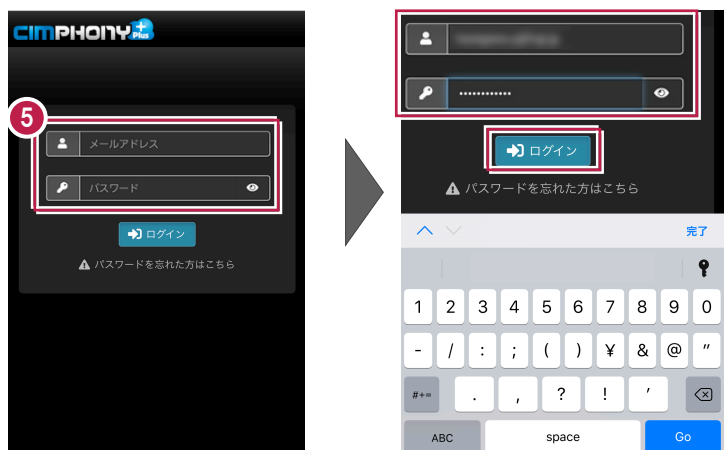 CIMPHONY Plus
5
メールアドレス
パスワード
ログイン
パスワードを忘れた方はこちら
••••••••••••
ログイン
パスワードを忘れた方はこちら
完了
1 2 3 4 5 6 7 8 9 0
- / : ; ( ) ¥ & @ "
#+= . , ? ! ’
ABC space Go